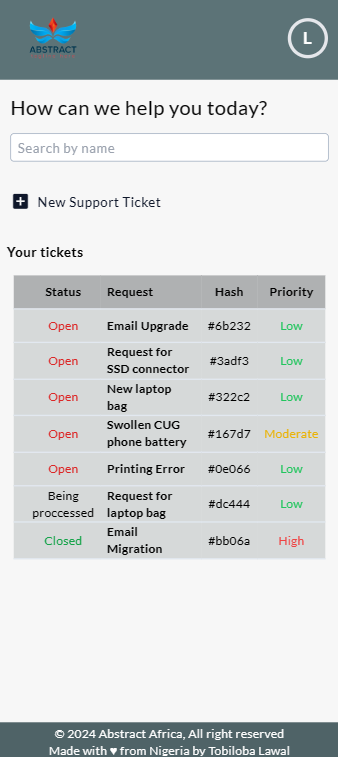 ABSTRACT
L
How can we help you today?
Search by name
New Support Ticket
Your tickets
Status Request Hash Priority
Open Email Upgrade #6b232 Low
Open Request for SSD connector #3adf3 Low
Open New laptop bag #322c2 Low
Open Swollen CUG phone battery #167d7 Moderate
Open Printing Error #0e066 Low
Being proccessed Request for laptop bag #dc444 Low
Closed Email Migration #bb06a High
© 2024 Abstract Africa, All right reserved
Made with ♥ from Nigeria by Tobiloba Lawal